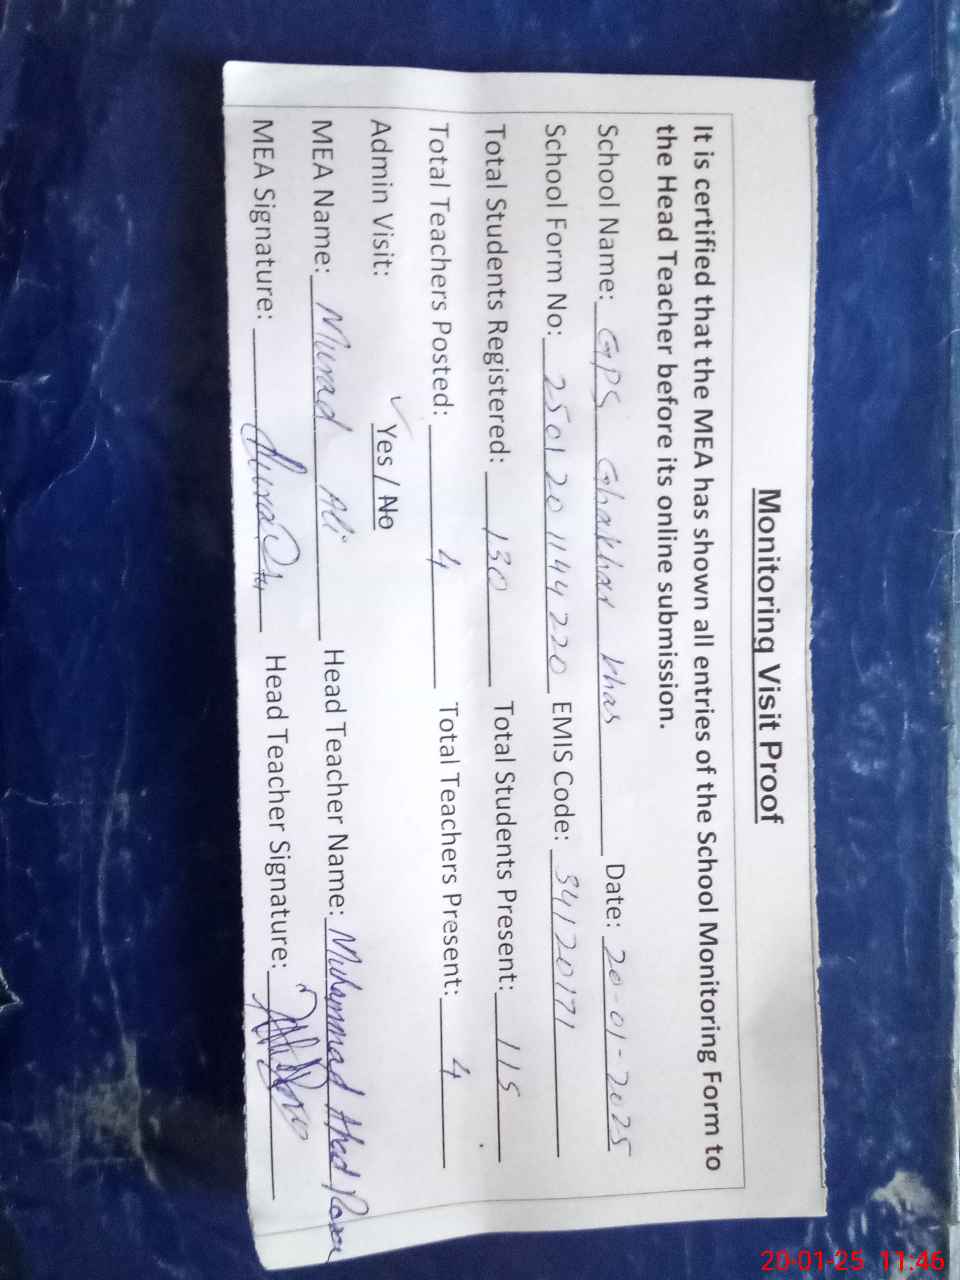 Monitoring Visit Proof
It is certified that the MEA has shown all entries of the School Monitoring Form to
the Head Teacher before its online submission.
School Name: GPS Ghakhar Khas Date: 20-01-2025
School Form No: 25012011144220 EMIS Code: 34120171
Total Students Registered: 130 Total Students Present: 115
Total Teachers Posted: 4 Total Teachers Present: 4
Admin Visit: ✓ Yes / No
MEA Name: Murad Ali Head Teacher Name: Muhammad
MEA Signature: Head Teacher Signature:
20-01-25 11:46